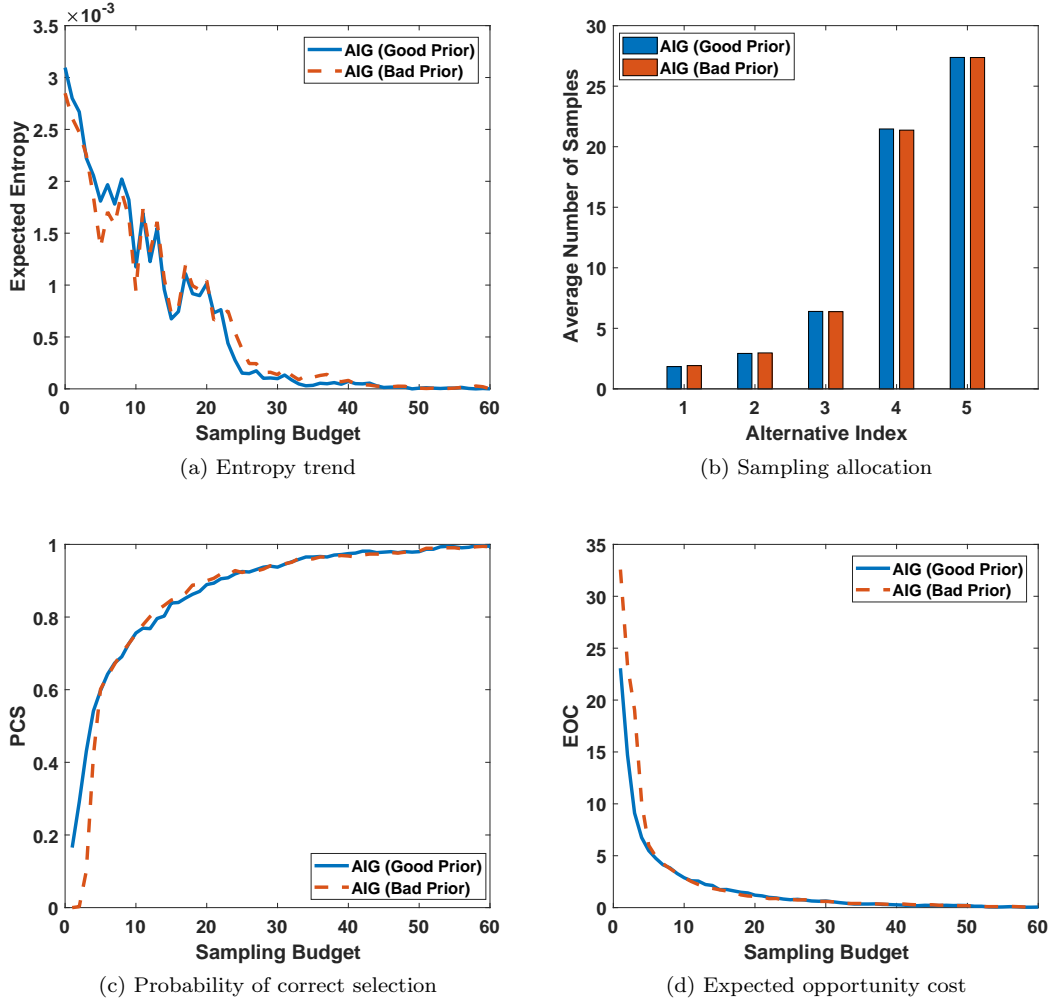 ×10⁻³
3.5
3
2.5
2
1.5
1
0.5
0
0 10 20 30 40 50 60
Expected Entropy
Sampling Budget
AIG (Good Prior)
AIG (Bad Prior)
(a) Entropy trend
30
25
20
15
10
5
0
1 2 3 4 5
Average Number of Samples
Alternative Index
AIG (Good Prior)
AIG (Bad Prior)
(b) Sampling allocation
1
0.8
0.6
0.4
0.2
0
0 10 20 30 40 50 60
PCS
Sampling Budget
AIG (Good Prior)
AIG (Bad Prior)
(c) Probability of correct selection
35
30
25
20
15
10
5
0
0 10 20 30 40 50 60
EOC
Sampling Budget
AIG (Good Prior)
AIG (Bad Prior)
(d) Expected opportunity cost